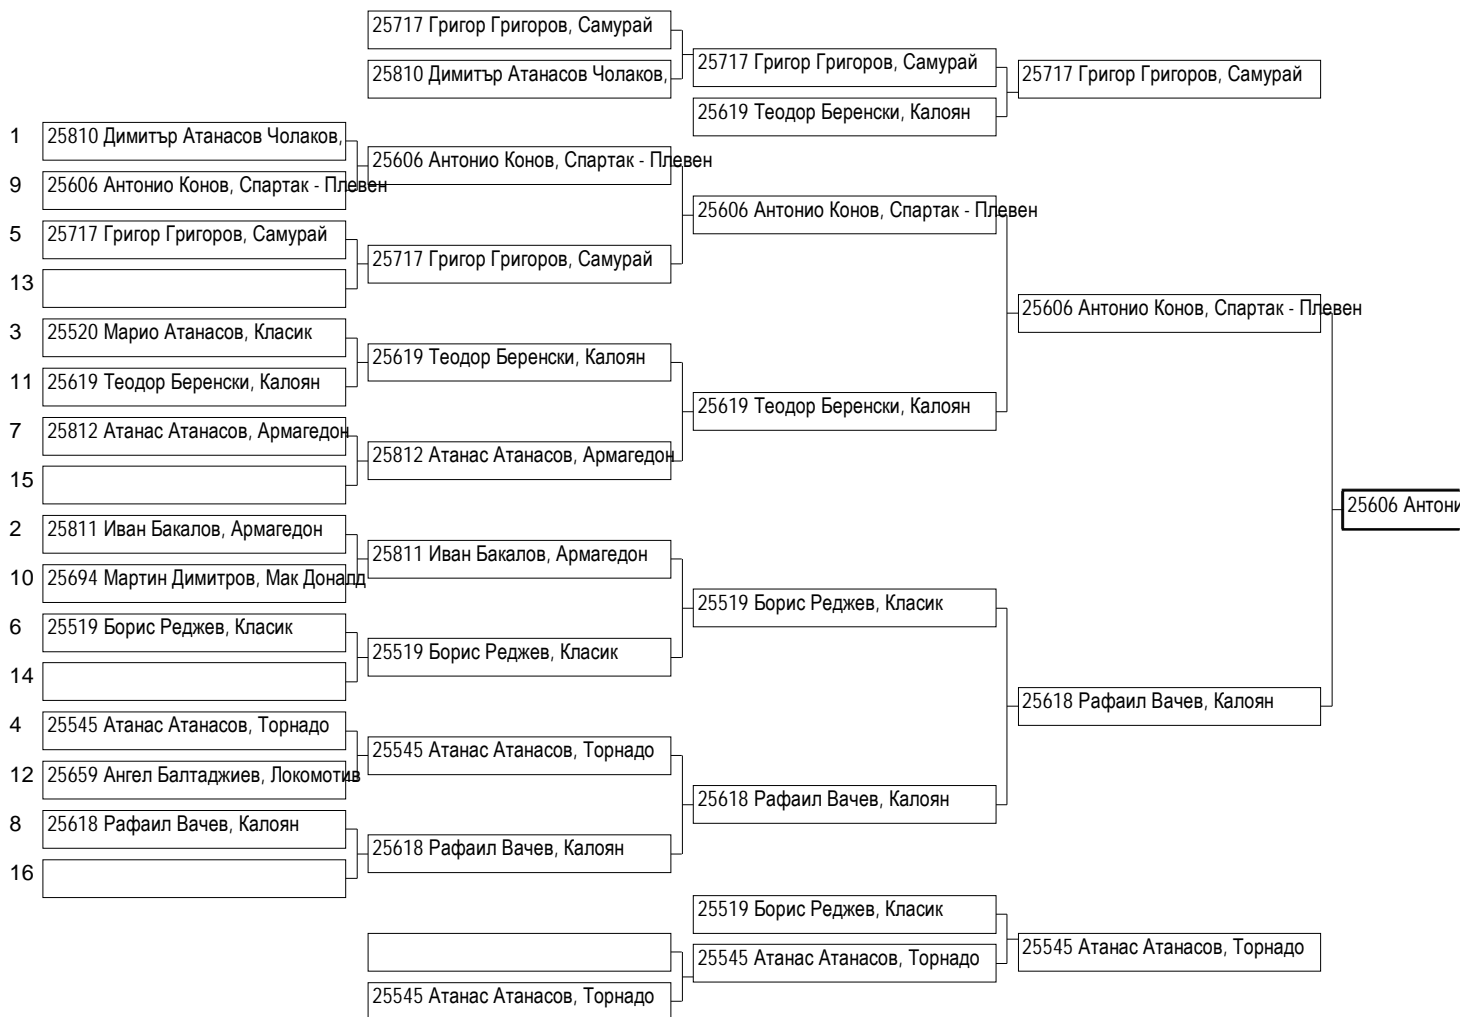 25717 Григор Григоров, Самурай
25810 Димитър Атанасов Чолаков,
25717 Григор Григоров, Самурай
25619 Теодор Беренски, Калоян
25717 Григор Григоров, Самурай
1 25810 Димитър Атанасов Чолаков,
9 25606 Антонио Конов, Спартак - Плевен
5 25717 Григор Григоров, Самурай
13
3 25520 Марио Атанасов, Класик
11 25619 Теодор Беренски, Калоян
7 25812 Атанас Атанасов, Армагедон
15
2 25811 Иван Бакалов, Армагедон
10 25694 Мартин Димитров, Мак Доналд
6 25519 Борис Реджев, Класик
14
4 25545 Атанас Атанасов, Торнадо
12 25659 Ангел Балтаджиев, Локомотив
8 25618 Рафаил Вачев, Калоян
16
25606 Антонио Конов, Спартак - Плевен
25717 Григор Григоров, Самурай
25619 Теодор Беренски, Калоян
25812 Атанас Атанасов, Армагедон
25811 Иван Бакалов, Армагедон
25519 Борис Реджев, Класик
25545 Атанас Атанасов, Торнадо
25618 Рафаил Вачев, Калоян
25606 Антонио Конов, Спартак - Плевен
25619 Теодор Беренски, Калоян
25519 Борис Реджев, Класик
25618 Рафаил Вачев, Калоян
25606 Антонио Конов, Спартак - Плевен
25618 Рафаил Вачев, Калоян
25606 Антони
25545 Атанас Атанасов, Торнадо
25519 Борис Реджев, Класик
25545 Атанас Атанасов, Торнадо
25545 Атанас Атанасов, Торнадо